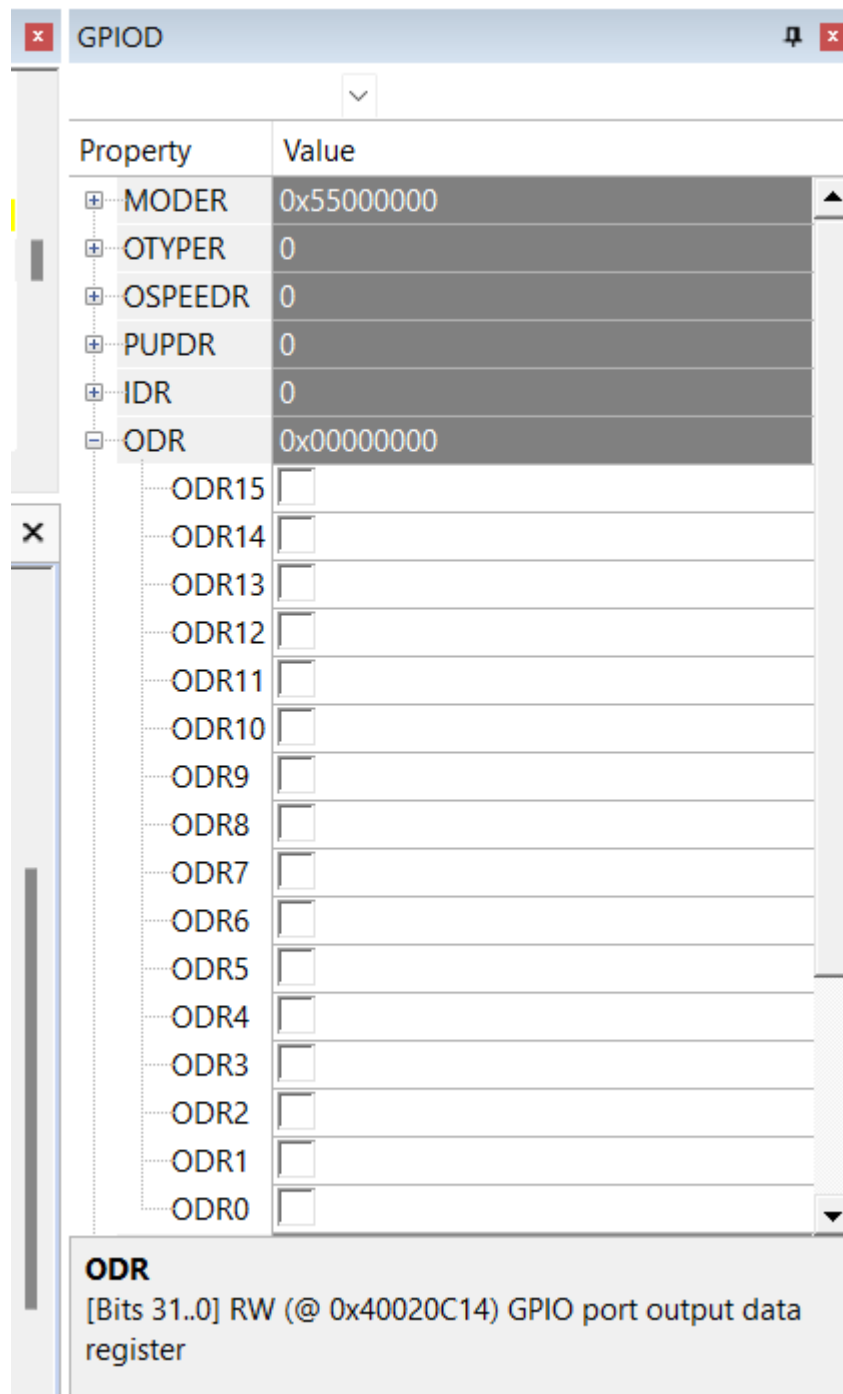 GPIOD
Property Value
MODER 0x55000000
OTYPER 0
OSPEEDR 0
PUPDR 0
IDR 0
ODR 0x00000000
ODR15
ODR14
ODR13
ODR12
ODR11
ODR10
ODR9
ODR8
ODR7
ODR6
ODR5
ODR4
ODR3
ODR2
ODR1
ODR0
ODR
[Bits 31..0] RW (@ 0x40020C14) GPIO port output data
register